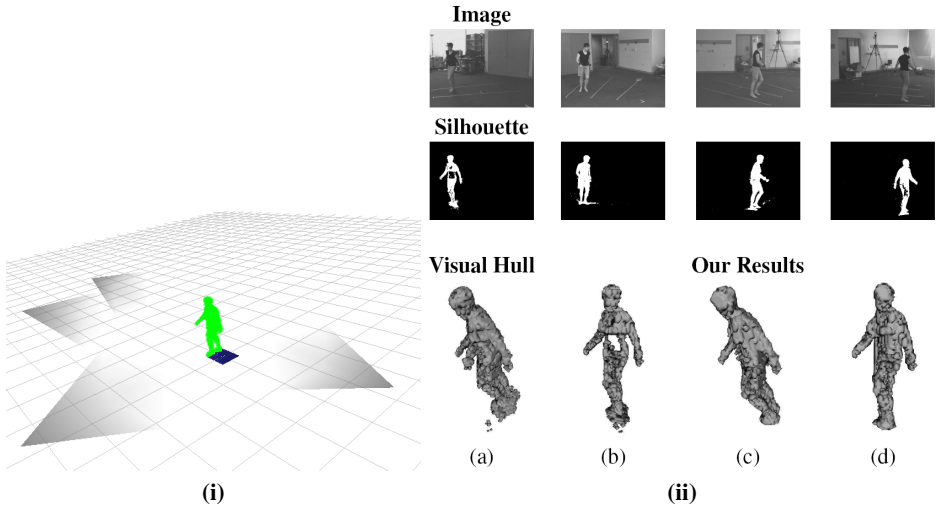 Image
Silhouette
Visual Hull
Our Results
(a)
(b)
(c)
(d)
(i)
(ii)